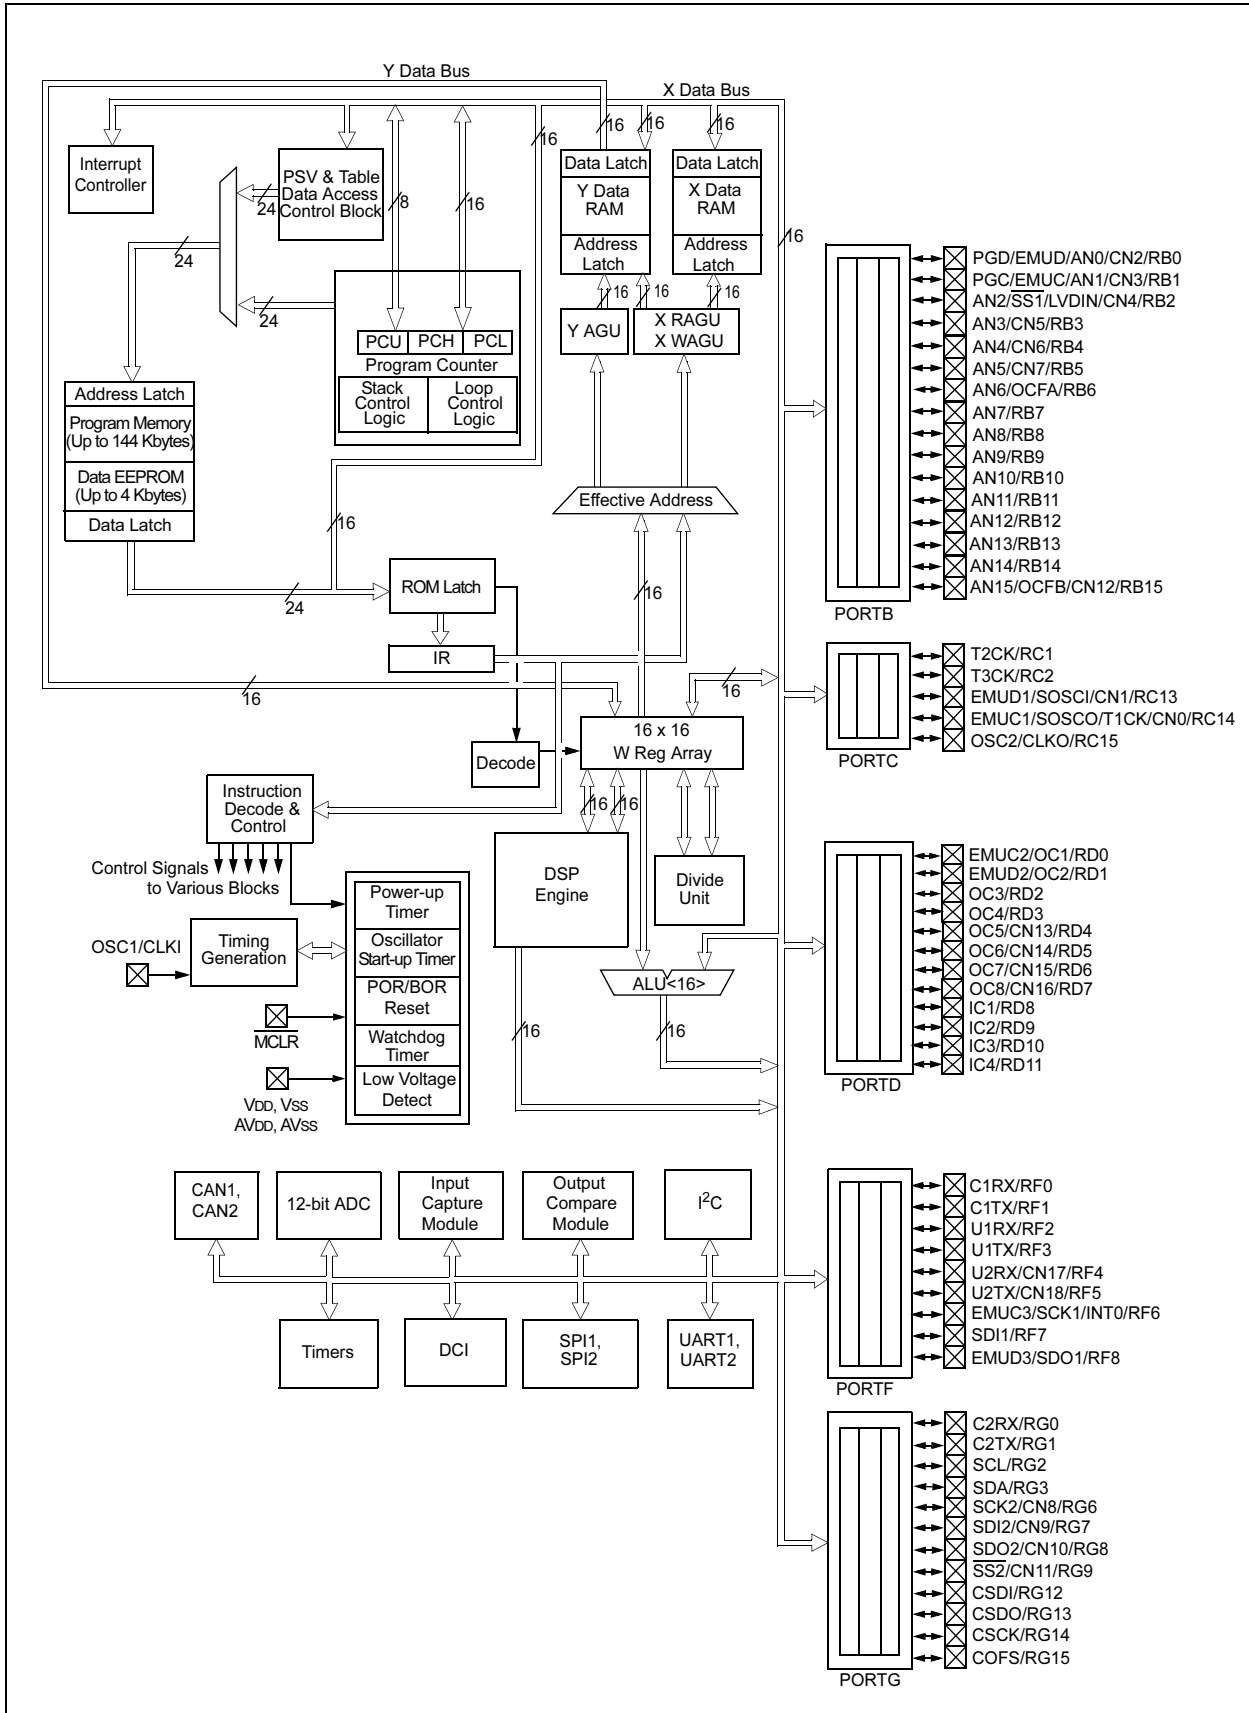 Y Data Bus
X Data Bus
16
16
16
16
Interrupt
Controller
PSV & Table
Data Access
Control Block
24
8
16
Data Latch
Y Data
RAM
Address
Latch
Data Latch
X Data
RAM
Address
Latch
16
24
24
16
16
16
Y AGU
X RAGU
X WAGU
PCU
PCH
PCL
Program Counter
Stack
Control
Logic
Loop
Control
Logic
Address Latch
Program Memory
(Up to 144 Kbytes)
Data EEPROM
(Up to 4 Kbytes)
Data Latch
Effective Address
16
24
ROM Latch
16
IR
16
16
16 x 16
W Reg Array
Decode
Instruction
Decode &
Control
16
16
Control Signals
to Various Blocks
DSP
Engine
Divide
Unit
Power-up
Timer
Oscillator
Start-up Timer
POR/BOR
Reset
Watchdog
Timer
Low Voltage
Detect
OSC1/CLKI
Timing
Generation
MCLR
VDD, VSS
AVDD, AVSS
ALU<16>
16
16
CAN1,
CAN2
12-bit ADC
Input
Capture
Module
Output
Compare
Module
I2C
Timers
DCI
SPI1,
SPI2
UART1,
UART2
PGD/EMUD/AN0/CN2/RB0
PGC/EMUC/AN1/CN3/RB1
AN2/SS1/LVDIN/CN4/RB2
AN3/CN5/RB3
AN4/CN6/RB4
AN5/CN7/RB5
AN6/OCFA/RB6
AN7/RB7
AN8/RB8
AN9/RB9
AN10/RB10
AN11/RB11
AN12/RB12
AN13/RB13
AN14/RB14
AN15/OCFB/CN12/RB15
PORTB
T2CK/RC1
T3CK/RC2
EMUD1/SOSCI/CN1/RC13
EMUC1/SOSCO/T1CK/CN0/RC14
OSC2/CLKO/RC15
PORTC
EMUC2/OC1/RD0
EMUD2/OC2/RD1
OC3/RD2
OC4/RD3
OC5/CN13/RD4
OC6/CN14/RD5
OC7/CN15/RD6
OC8/CN16/RD7
IC1/RD8
IC2/RD9
IC3/RD10
IC4/RD11
PORTD
C1RX/RF0
C1TX/RF1
U1RX/RF2
U1TX/RF3
U2RX/CN17/RF4
U2TX/CN18/RF5
EMUC3/SCK1/INT0/RF6
SDI1/RF7
EMUD3/SDO1/RF8
PORTF
C2RX/RG0
C2TX/RG1
SCL/RG2
SDA/RG3
SCK2/CN8/RG6
SDI2/CN9/RG7
SDO2/CN10/RG8
SS2/CN11/RG9
CSDI/RG12
CSDO/RG13
CSCK/RG14
COFS/RG15
PORTG